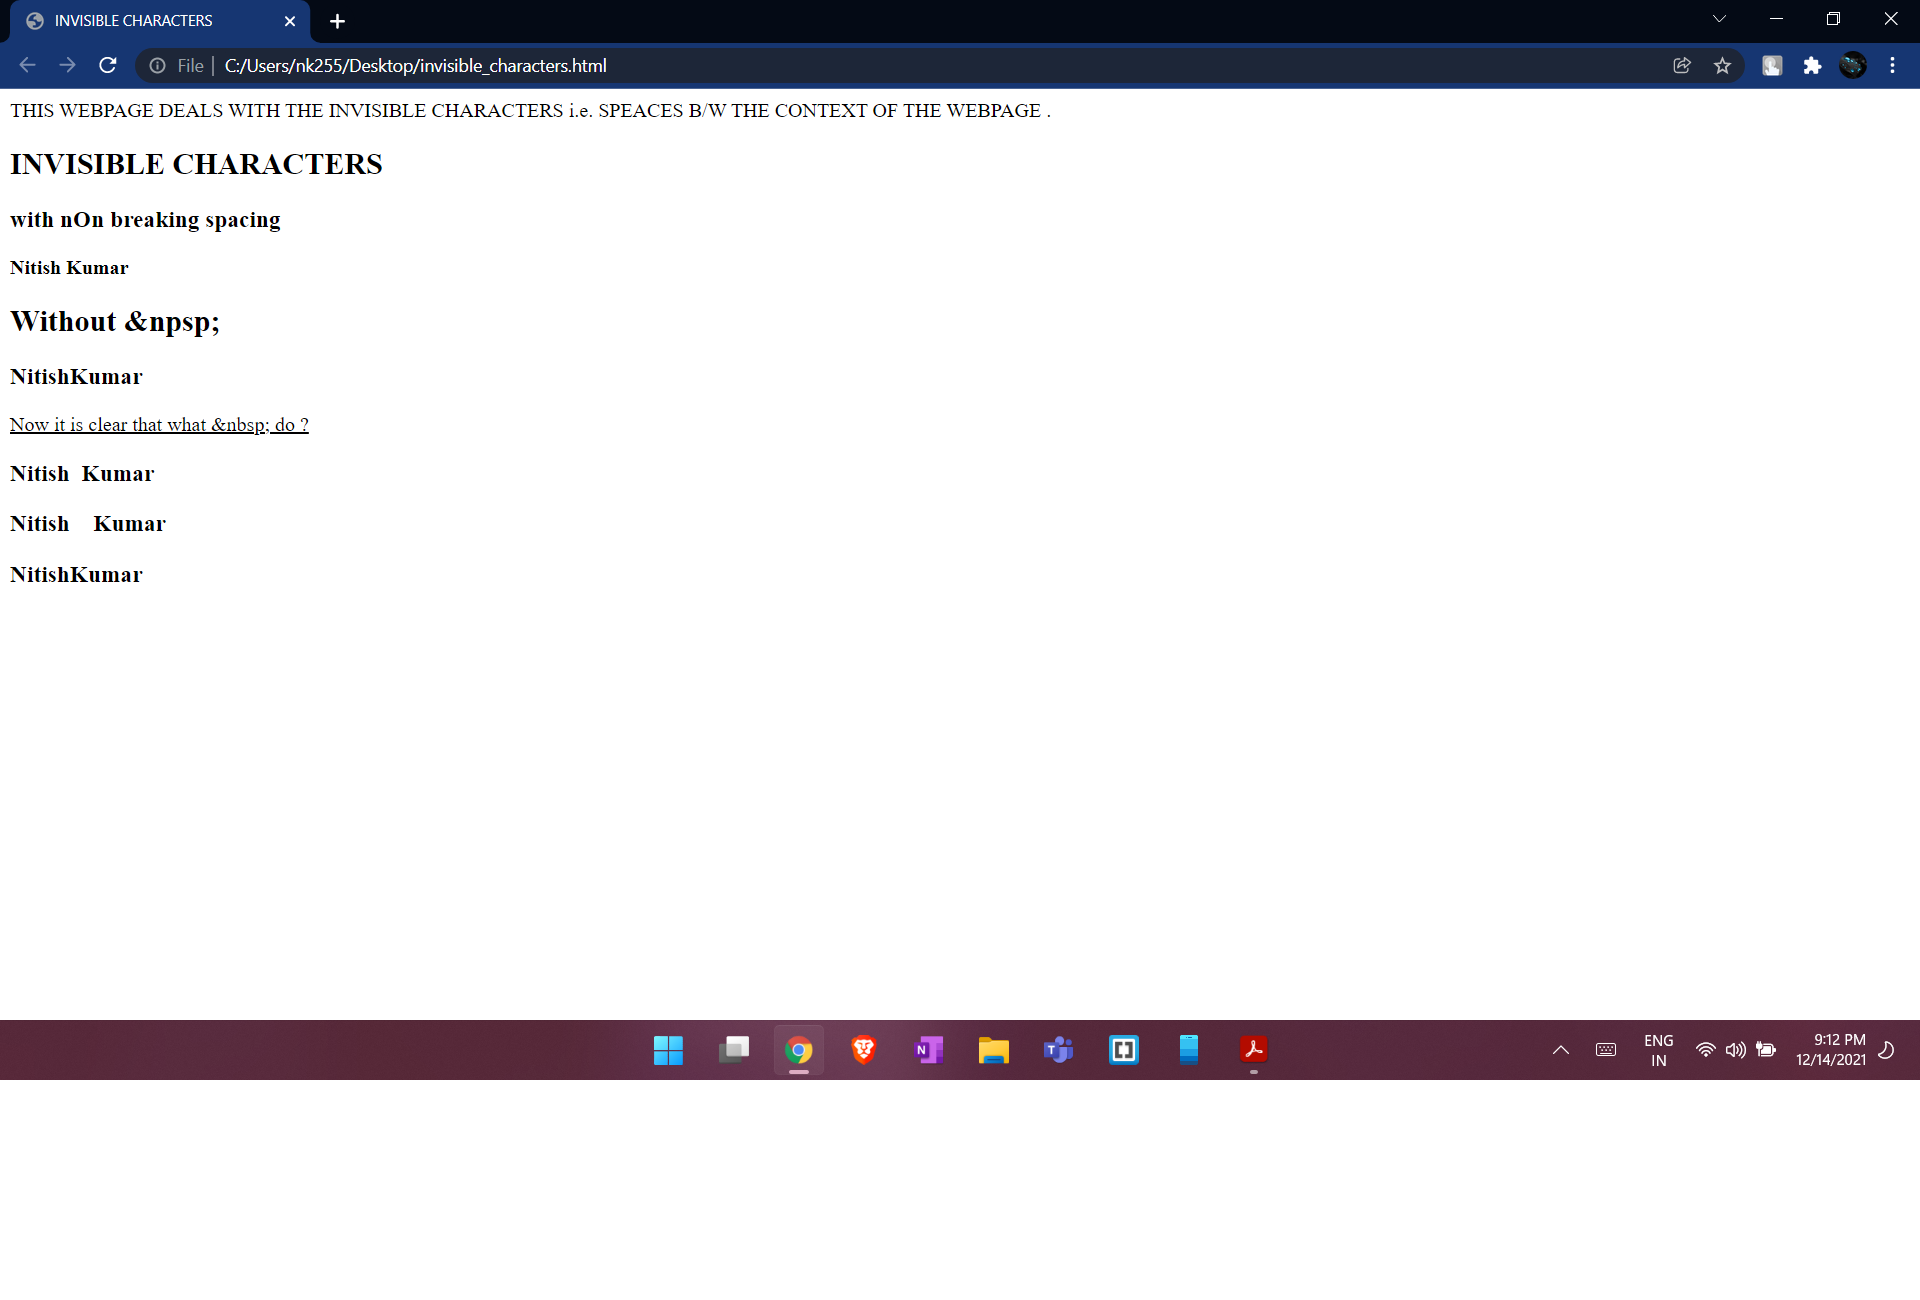 INVISIBLE CHARACTERS
File | C:/Users/nk255/Desktop/invisible_characters.html
THIS WEBPAGE DEALS WITH THE INVISIBLE CHARACTERS i.e. SPEACES B/W THE CONTEXT OF THE WEBPAGE .
INVISIBLE CHARACTERS
with nOn breaking spacing
Nitish Kumar
Without &npsp;
NitishKumar
Now it is clear that what &nbsp; do ?
Nitish  Kumar
Nitish    Kumar
NitishKumar
N
T
ENG
IN
9:12 PM
12/14/2021